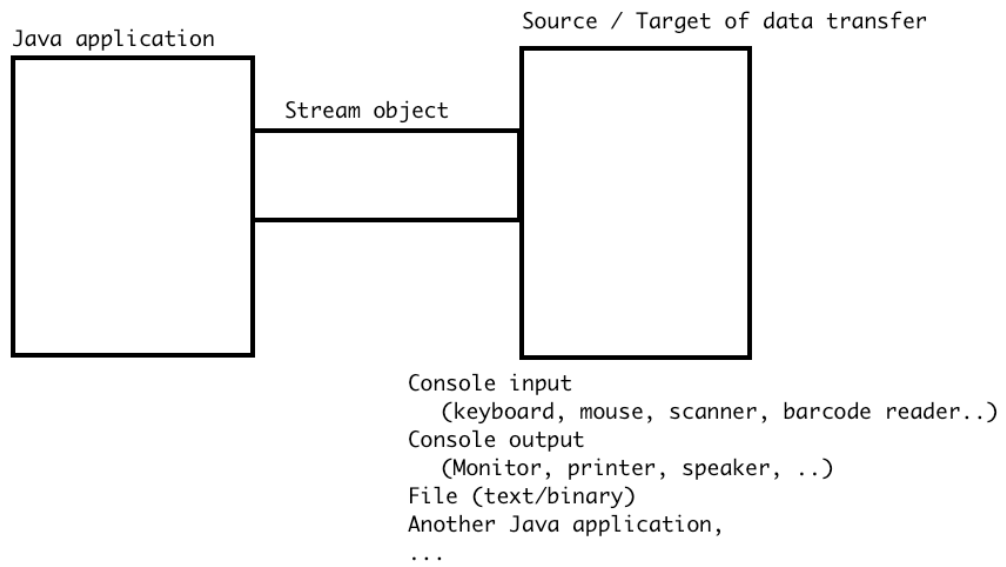 Source / Target of data transfer
Java application
Stream object
Console input
(keyboard, mouse, scanner, barcode reader..)
Console output
(Monitor, printer, speaker, ..)
File (text/binary)
Another Java application,
...